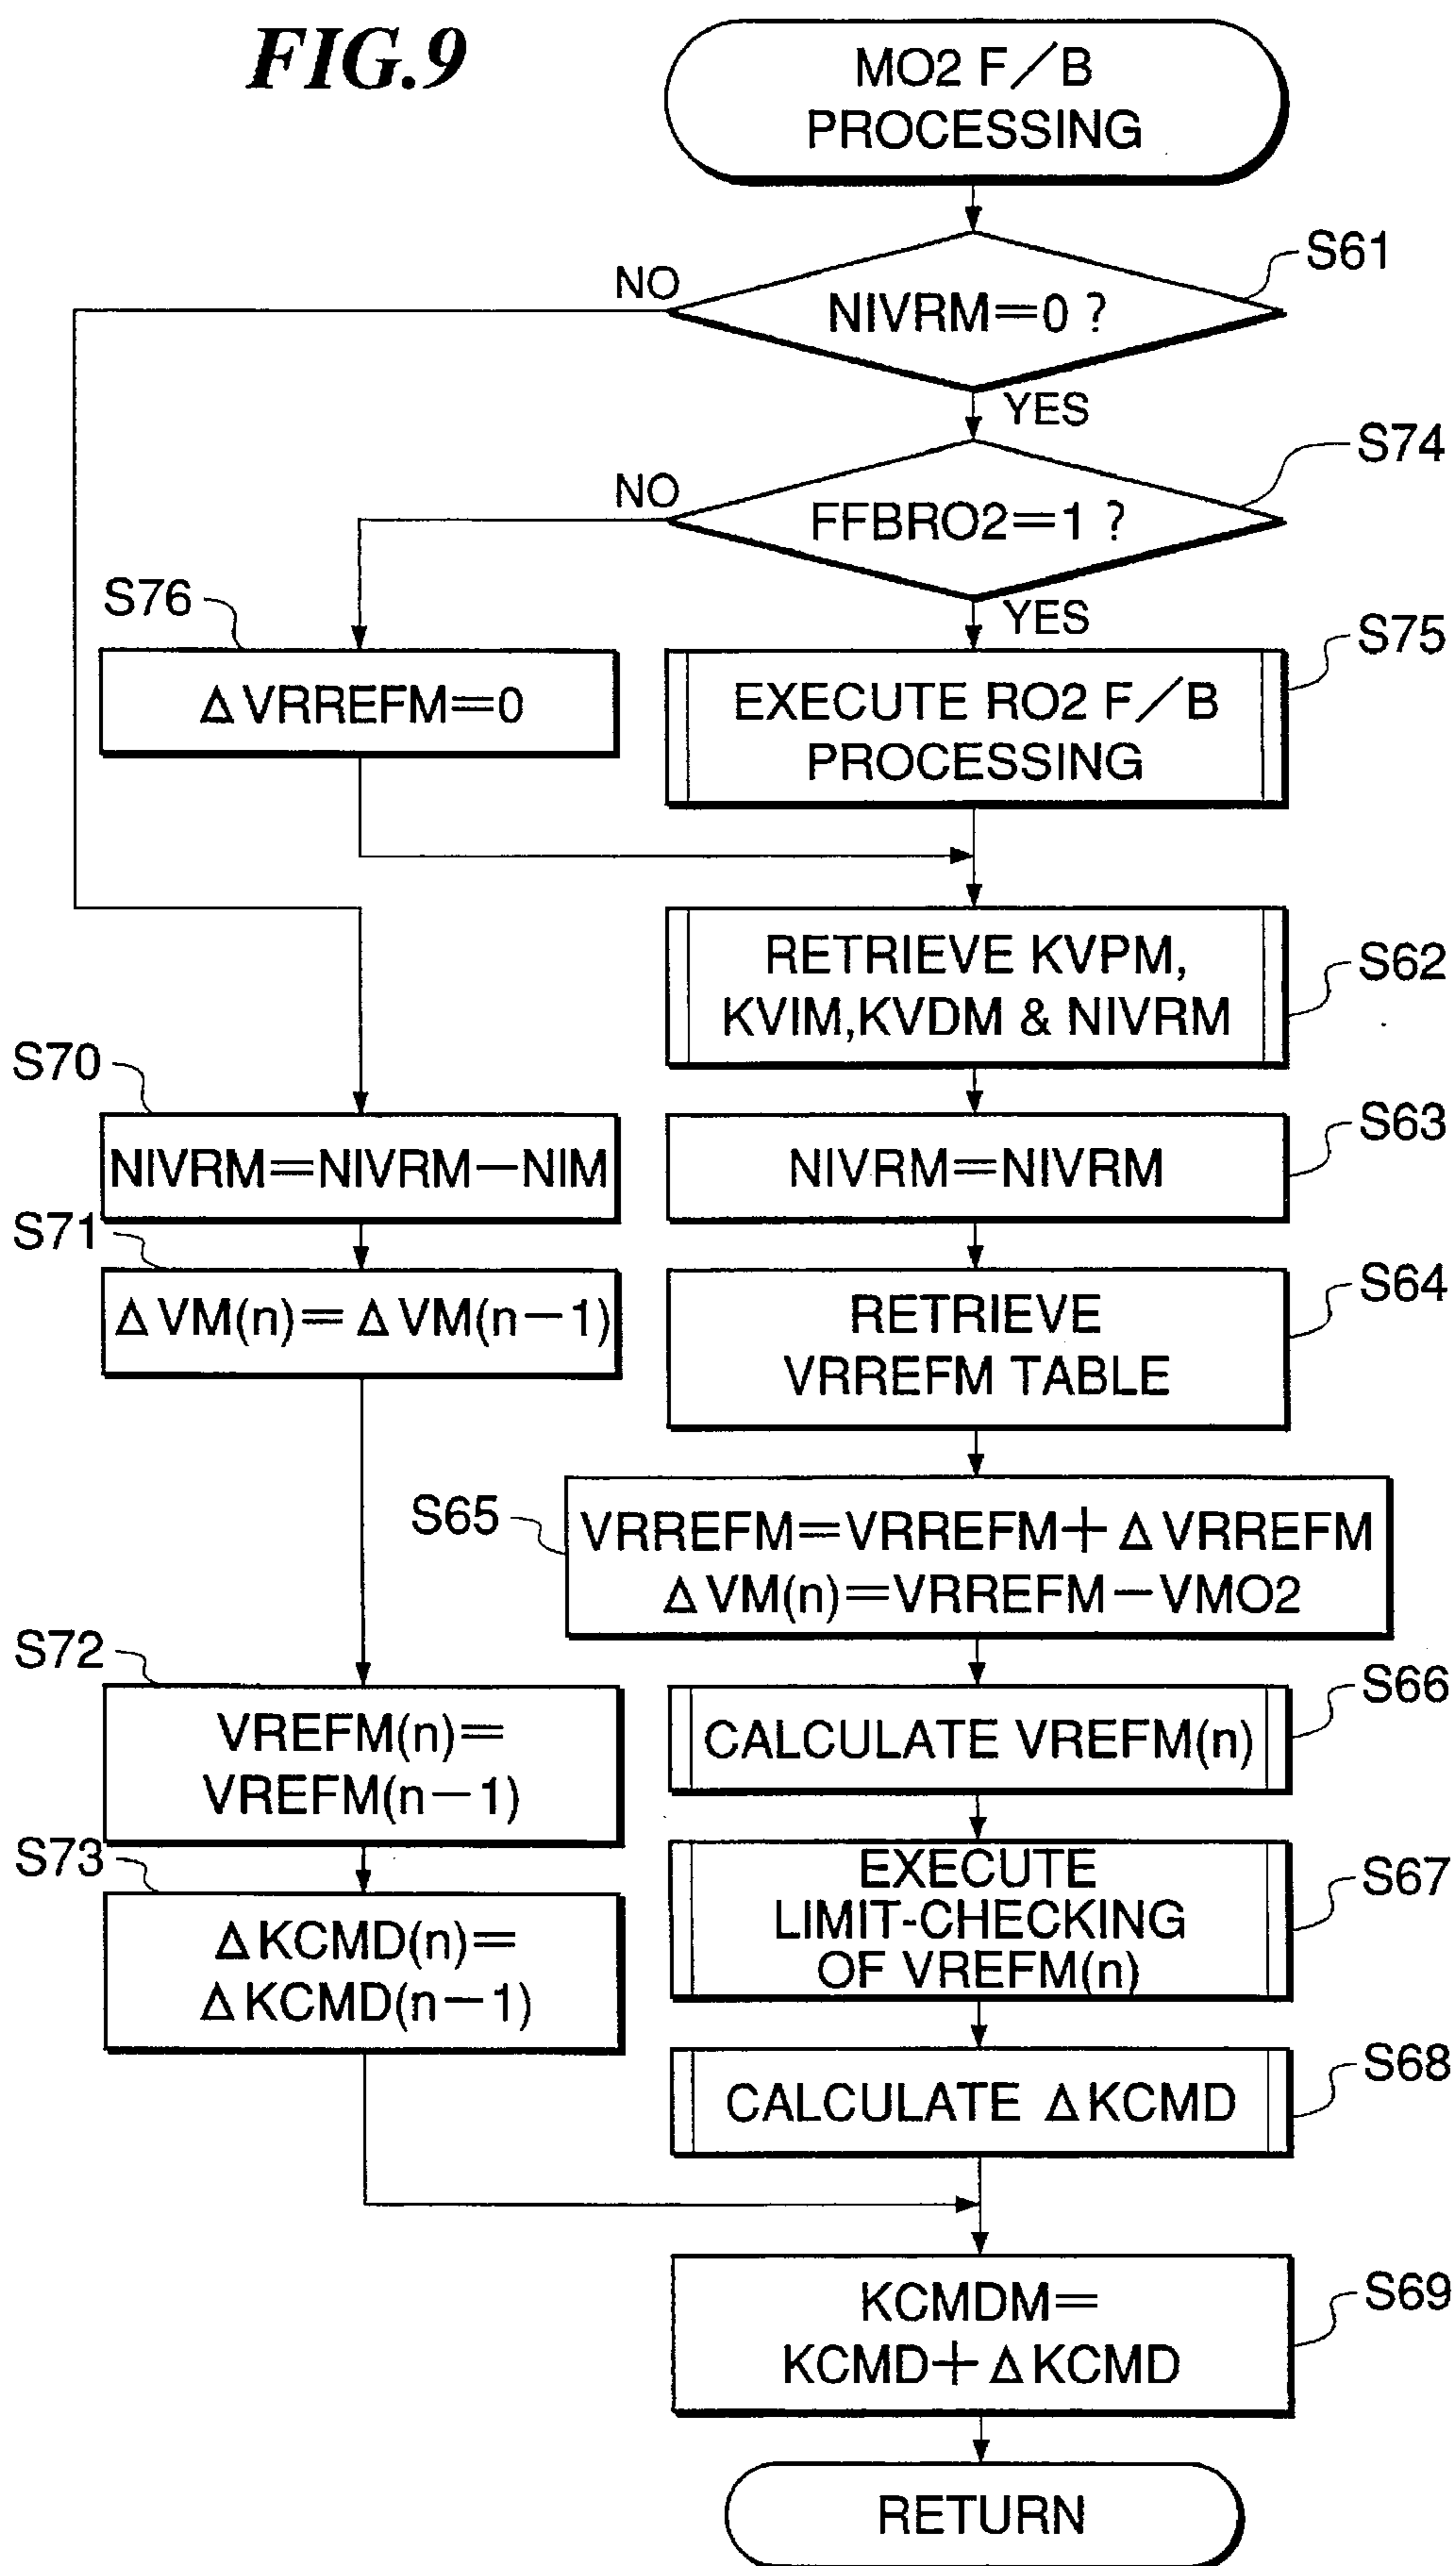 FIG.9
MO2 F/B
PROCESSING
S61
NIVRM=0 ?
NO
YES
S74
FFBRO2=1 ?
NO
YES
S76
ΔVRREFM=0
S75
EXECUTE RO2 F/B
PROCESSING
RETRIEVE KVPM,
KVIM,KVDM & NIVRM
S62
S70
NIVRM=NIVRM−NIM
NIVRM=NIVRM
S63
S71
ΔVM(n)=ΔVM(n−1)
RETRIEVE
VRREFM TABLE
S64
S65
VRREFM=VRREFM+ΔVRREFM
ΔVM(n)=VRREFM−VMO2
S72
VREFM(n)=
VREFM(n−1)
CALCULATE VREFM(n)
S66
S73
ΔKCMD(n)=
ΔKCMD(n−1)
EXECUTE
LIMIT-CHECKING
OF VREFM(n)
S67
CALCULATE ΔKCMD
S68
KCMDM=
KCMD+ΔKCMD
S69
RETURN